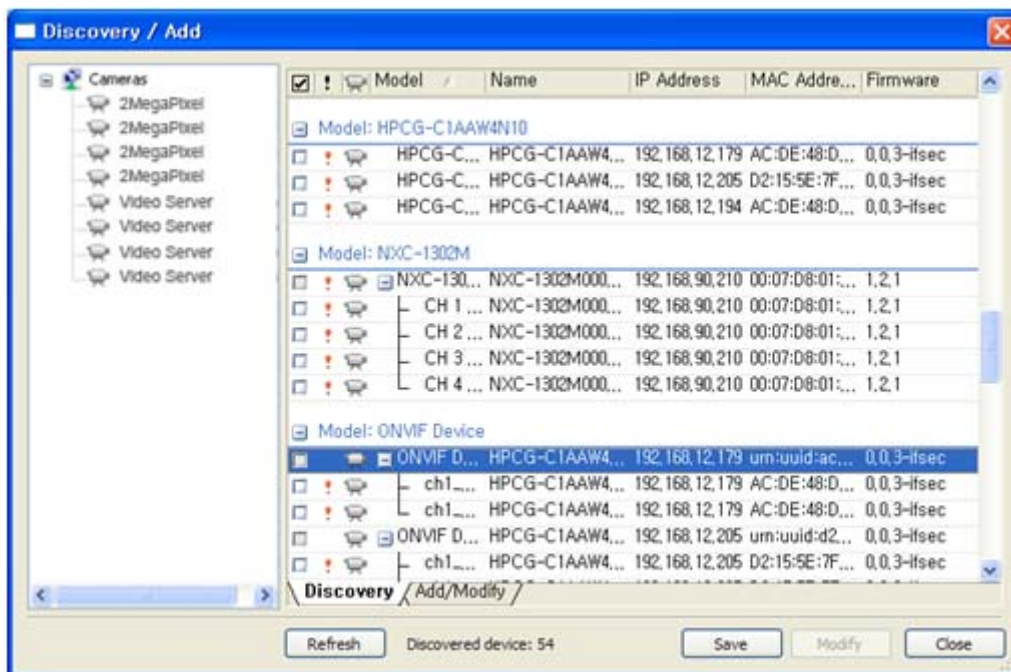 Discovery / Add
Cameras
2MegaPixel
2MegaPixel
2MegaPixel
2MegaPixel
Video Server
Video Server
Video Server
Video Server
! Model Name IP Address MAC Addre... Firmware
Model: HPCG-C1AAW4N10
! HPCG-C... HPCG-C1AAW4... 192,168,12,179 AC:DE:48:D... 0,0,3-ifsec
! HPCG-C... HPCG-C1AAW4... 192,168,12,205 D2:15:5E:7F... 0,0,3-ifsec
! HPCG-C... HPCG-C1AAW4... 192,168,12,194 AC:DE:48:D... 0,0,3-ifsec
Model: NXC-1302M
! NXC-130... NXC-1302M000... 192,168,90,210 00:07:D8:01:... 1,2,1
! CH 1 ... NXC-1302M000... 192,168,90,210 00:07:D8:01:... 1,2,1
! CH 2 ... NXC-1302M000... 192,168,90,210 00:07:D8:01:... 1,2,1
! CH 3 ... NXC-1302M000... 192,168,90,210 00:07:D8:01:... 1,2,1
! CH 4 ... NXC-1302M000... 192,168,90,210 00:07:D8:01:... 1,2,1
Model: ONVIF Device
ONVIF D... HPCG-C1AAW4... 192,168,12,179 urn:uuid:ac... 0,0,3-ifsec
! ch1_... HPCG-C1AAW4... 192,168,12,179 AC:DE:48:D... 0,0,3-ifsec
! ch1_... HPCG-C1AAW4... 192,168,12,179 AC:DE:48:D... 0,0,3-ifsec
ONVIF D... HPCG-C1AAW4... 192,168,12,205 urn:uuid:d2... 0,0,3-ifsec
! ch1_... HPCG-C1AAW4... 192,168,12,205 D2:15:5E:7F... 0,0,3-ifsec
Discovery Add/Modify
Refresh Discovered device: 54 Save Modify Close